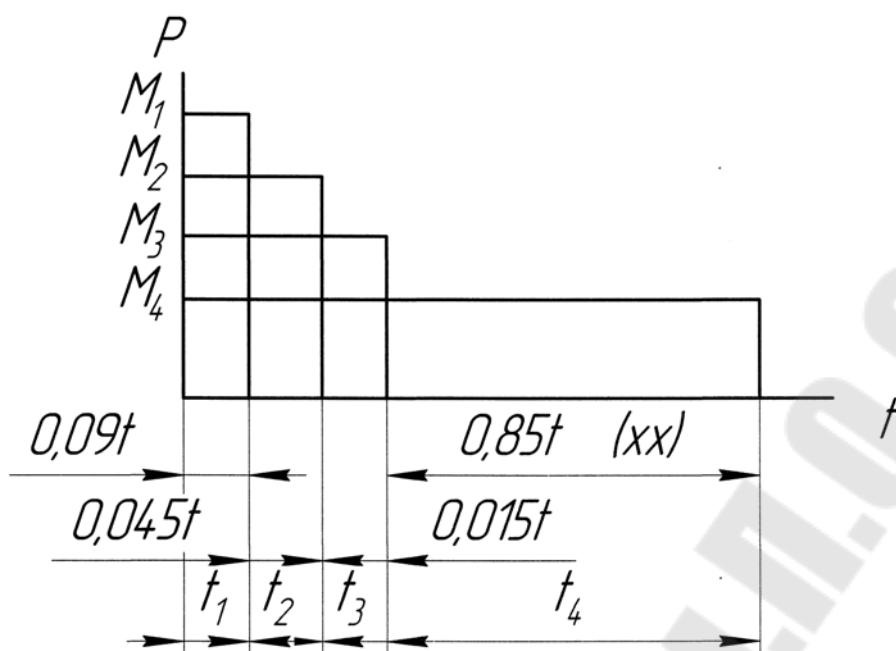 P
M₁
M₂
M₃
M₄
t
0,09t 0,85t (xx)
0,045t 0,015t
t₁ t₂ t₃ t₄